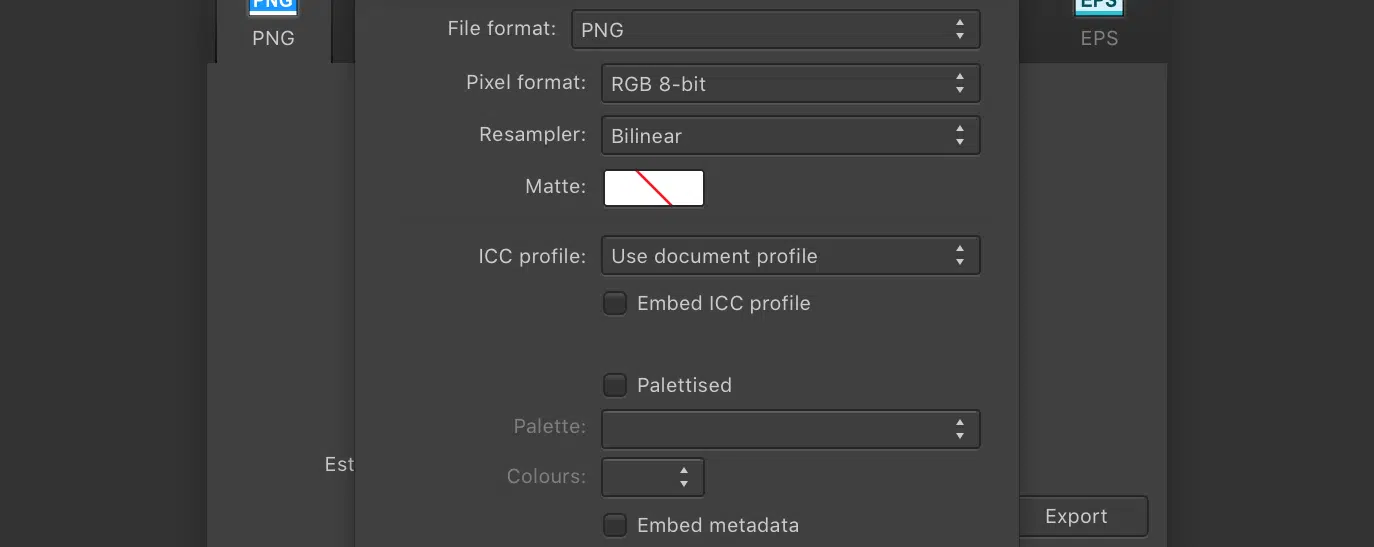 PNG
PNG
File format: PNG
EPS
EPS
Pixel format: RGB 8-bit
Resampler: Bilinear
Matte:
ICC profile: Use document profile
Embed ICC profile
Palettised
Palette:
Est
Colours:
Export
Embed metadata